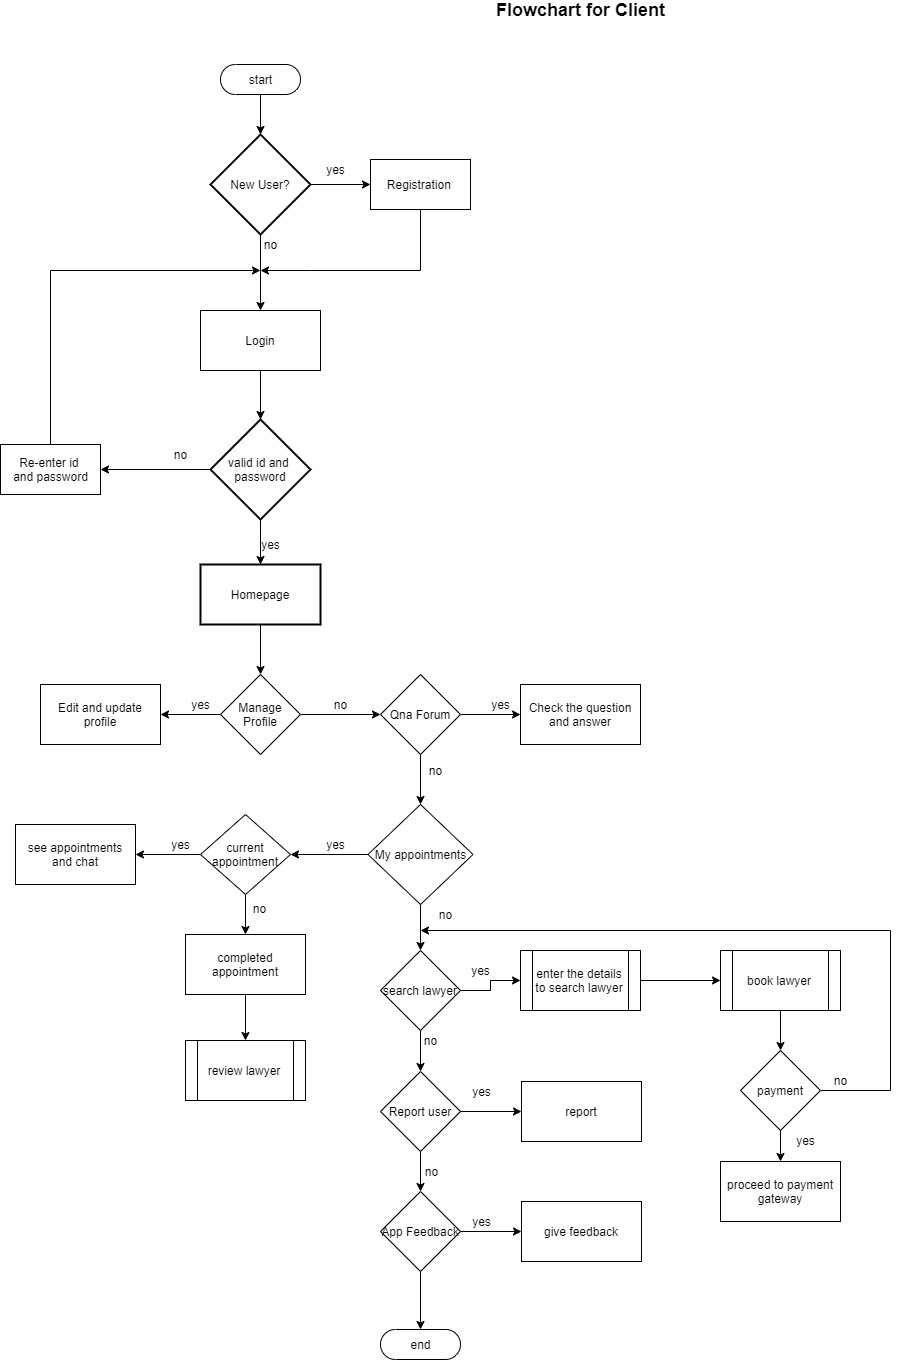 Flowchart for Client
start
New User?
yes
Registration
no
Login
valid id and
password
no
Re-enter id
and password
yes
Homepage
Manage
Profile
yes
Edit and update
profile
no
Qna Forum
yes
Check the question
and answer
no
My appointments
yes
current
appointment
yes
see appointments
and chat
no
completed
appointment
review lawyer
no
search lawyer
yes
enter the details
to search lawyer
book lawyer
payment
no
yes
proceed to payment
gateway
no
Report user
yes
report
no
App Feedback
yes
give feedback
end